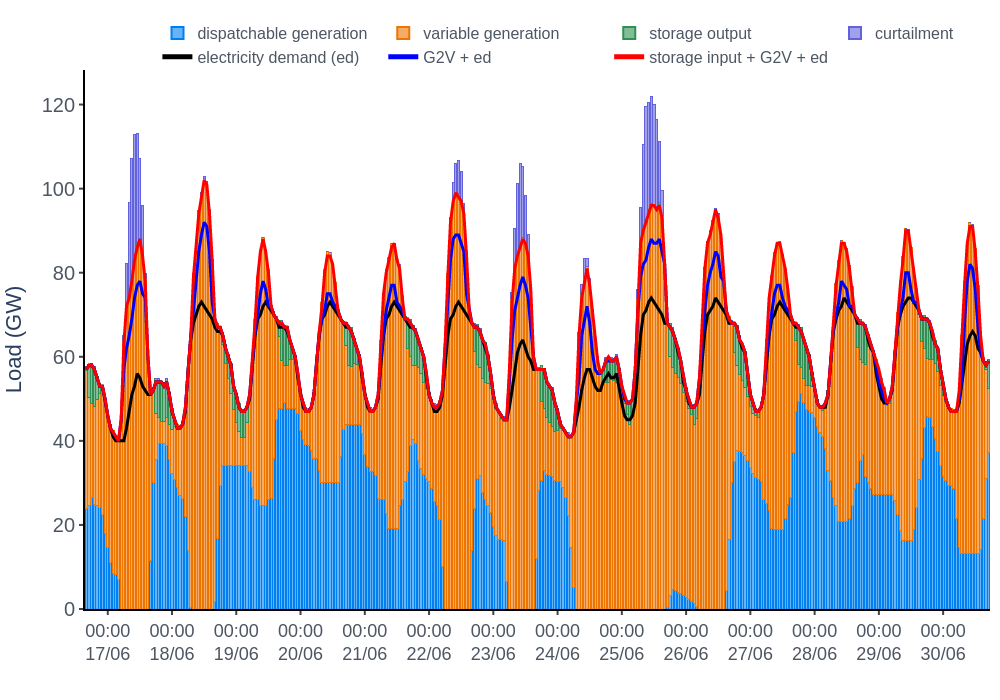 dispatchable generation variable generation storage output curtailment
electricity demand (ed) G2V + ed storage input + G2V + ed
Load (GW)
120
100
80
60
40
20
0
00:00 00:00 00:00 00:00 00:00 00:00 00:00 00:00 00:00 00:00 00:00 00:00 00:00 00:00
17/06 18/06 19/06 20/06 21/06 22/06 23/06 24/06 25/06 26/06 27/06 28/06 29/06 30/06